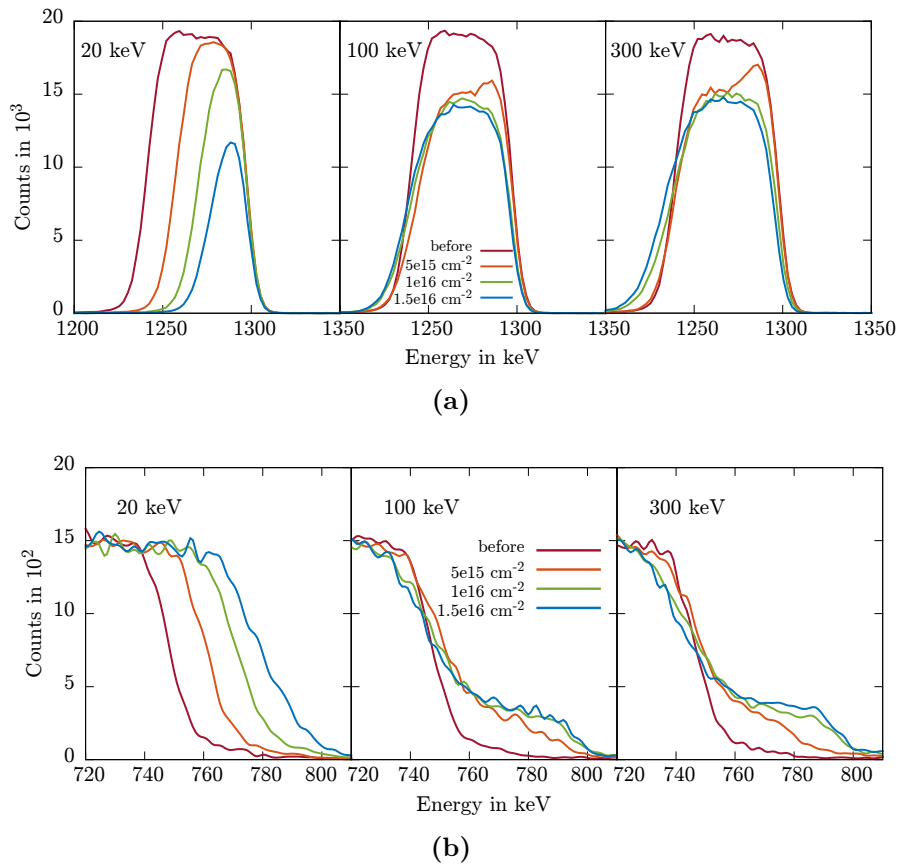 20
15
10
5
0
Counts in 10³
20 keV
100 keV
300 keV
before
5e15 cm⁻²
1e16 cm⁻²
1.5e16 cm⁻²
1200 1250 1300 1350 1250 1300 1350 1250 1300 1350
Energy in keV
(a)
20
15
10
5
0
Counts in 10²
20 keV
100 keV
300 keV
before
5e15 cm⁻²
1e16 cm⁻²
1.5e16 cm⁻²
720 740 760 780 800 720 740 760 780 800 720 740 760 780 800
Energy in keV
(b)